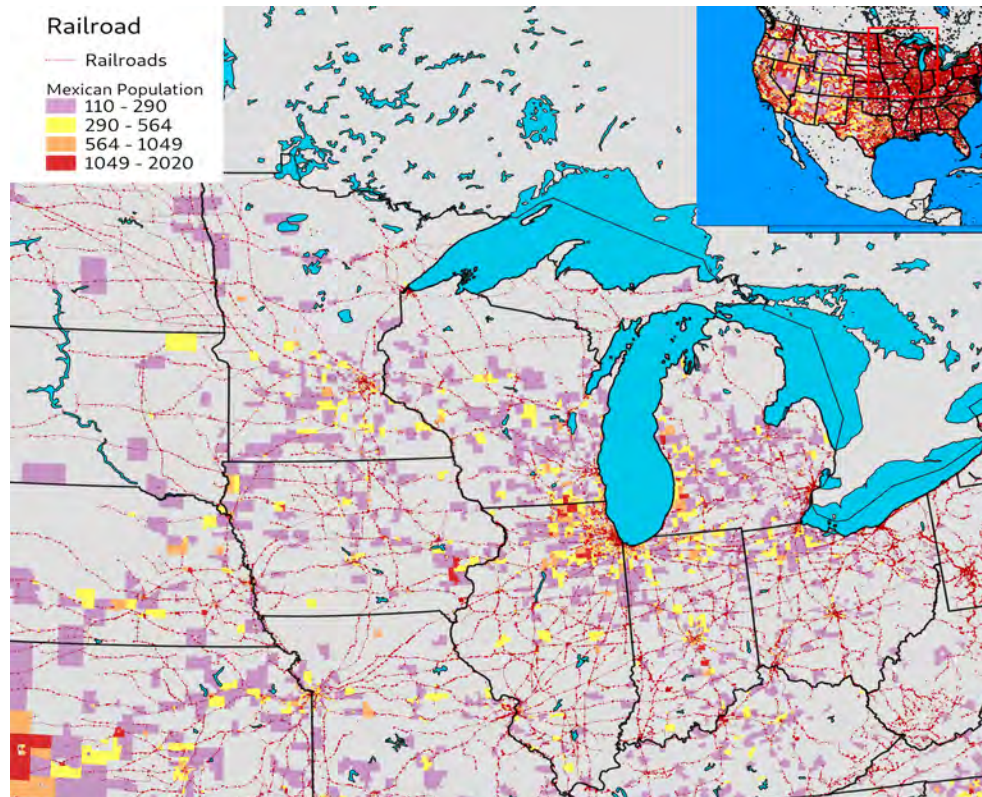 Railroad
Railroads
Mexican Population
110 - 290
290 - 564
564 - 1049
1049 - 2020